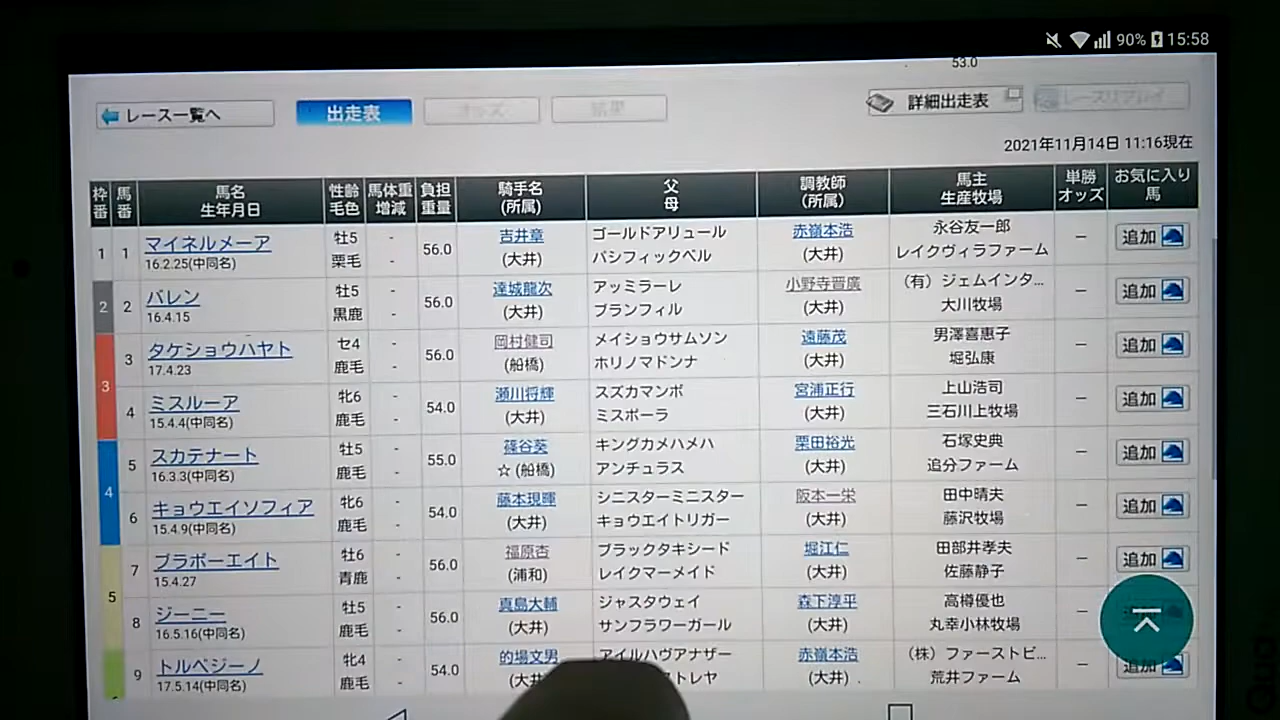 90% 15:58
53.0
レース一覧へ 出走表 オッズ 結果 詳細出走表
2021年11月14日 11:16現在
枠番 馬番 馬名 生年月日 性齢 毛色 馬体重 増減 負担重量 騎手名 (所属) 父 母 調教師 (所属) 馬主 生産牧場 単勝オッズ お気に入り馬
1 1 マイネルメーア 牡5 - 56.0 吉井章 ゴールドアリュール 赤嶺本浩 永谷友一郎 － 追加
16.2.25(中同名) 栗毛 - (大井) パシフィックベル (大井) レイクヴィラファーム
2 2 バレン 牡5 - 56.0 達城龍次 アッミラーレ 小野寺晋廣 (有) ジェムインタ... － 追加
16.4.15 黒鹿 - (大井) ブランフィル (大井) 大川牧場
3 3 タケショウハヤト セ4 - 56.0 岡村健司 メイショウサムソン 遠藤茂 男澤喜惠子 － 追加
17.4.23 鹿毛 - (船橋) ホリノマドンナ (大井) 堀弘康
4 ミスルーア 牝6 - 54.0 瀬川将輝 スズカマンボ 宮浦正行 上山浩司 － 追加
15.4.4(中同名) 鹿毛 - (大井) ミスポーラ (大井) 三石川上牧場
4 5 スカテナート 牡5 - 55.0 篠谷葵 キングカメハメハ 栗田裕光 石塚史典 － 追加
16.3.3(中同名) 鹿毛 - ☆ (船橋) アンチュラス (大井) 追分ファーム
6 キョウエイソフィア 牝6 - 54.0 藤本現暉 シニスターミニスター 阪本一栄 田中晴夫 － 追加
15.4.9(中同名) 鹿毛 - (大井) キョウエイトリガー (大井) 藤沢牧場
5 7 ブラボーエイト 牡6 - 56.0 福原杏 ブラックタキシード 堀江仁 田部井孝夫 － 追加
15.4.27 青鹿 - (浦和) レイクマーメイド (大井) 佐藤静子
8 ジーニー 牡5 - 56.0 真島大輔 ジャスタウェイ 森下淳平 高樽優也 －
16.5.16(中同名) 鹿毛 - (大井) サンフラワーガール (大井) 丸幸小林牧場
9 トルベジーノ 牝4 - 54.0 的場文男 アイルハヴアナザー 赤嶺本浩 (株) ファーストビ... － 追加
17.5.14(中同名) 鹿毛 - (大井) トレヤ (大井) 荒井ファーム
Qua